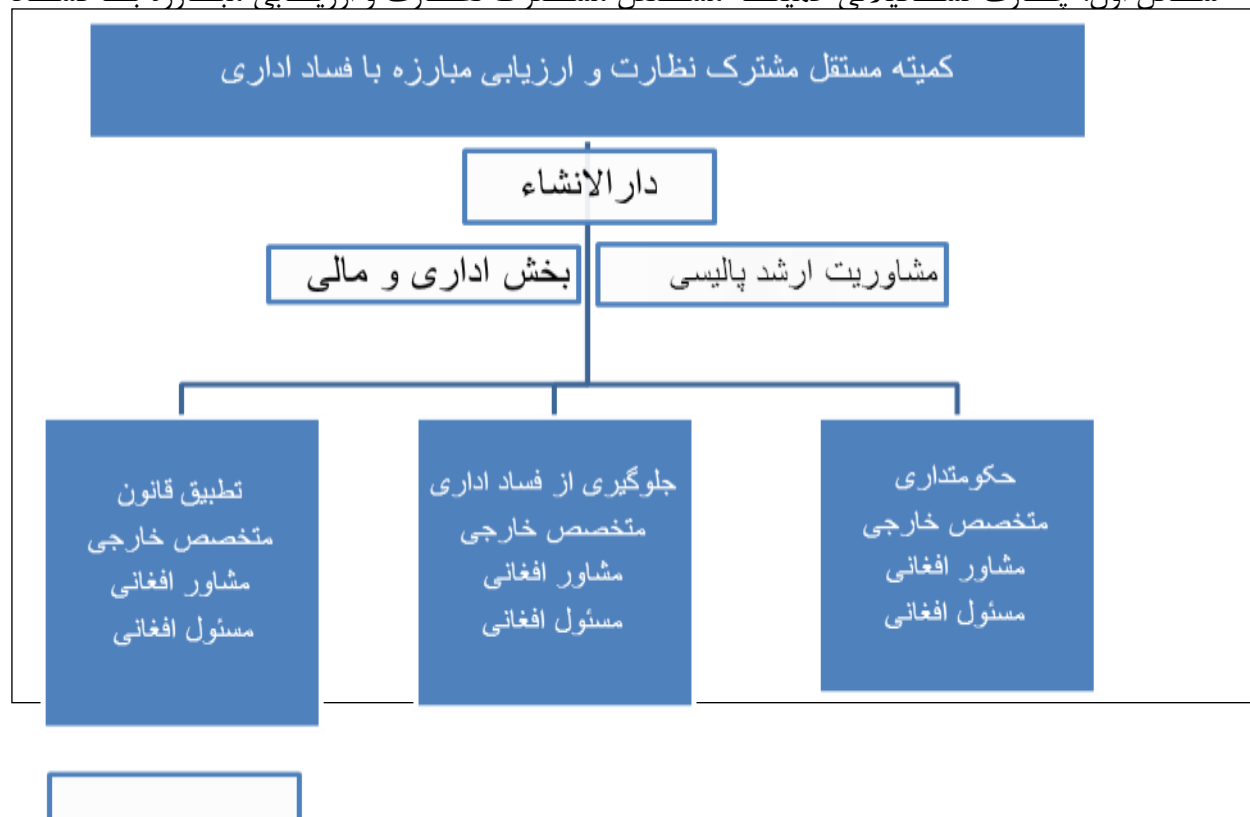 کمیته مستقل مشترک نظارت و ارزیابی مبارزه با فساد اداری
دارالانشاء
مشاوریت ارشد پالیسی
بخش اداری و مالی
حکومتداری
متخصص خارجی
مشاور افغانی
مسئول افغانی
جلوگیری از فساد اداری
متخصص خارجی
مشاور افغانی
مسئول افغانی
تطبیق قانون
متخصص خارجی
مشاور افغانی
مسئول افغانی